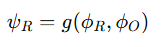 ψ_R = g(ϕ_R, ϕ_O)